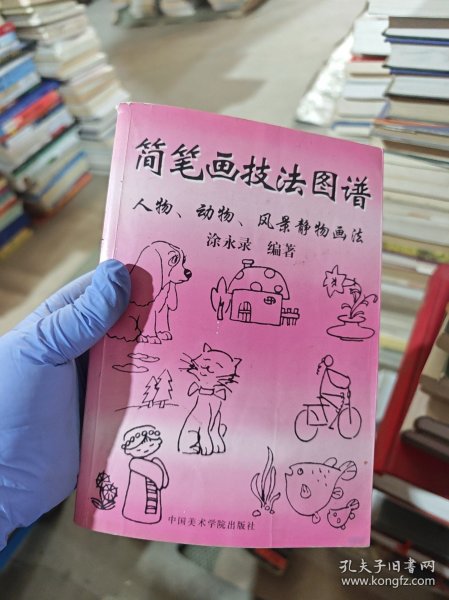 简笔画技法图谱
人物、动物、风景静物画法
涂永录 编著
中国美术学院出版社
孔夫子旧书网
www.kongfz.com